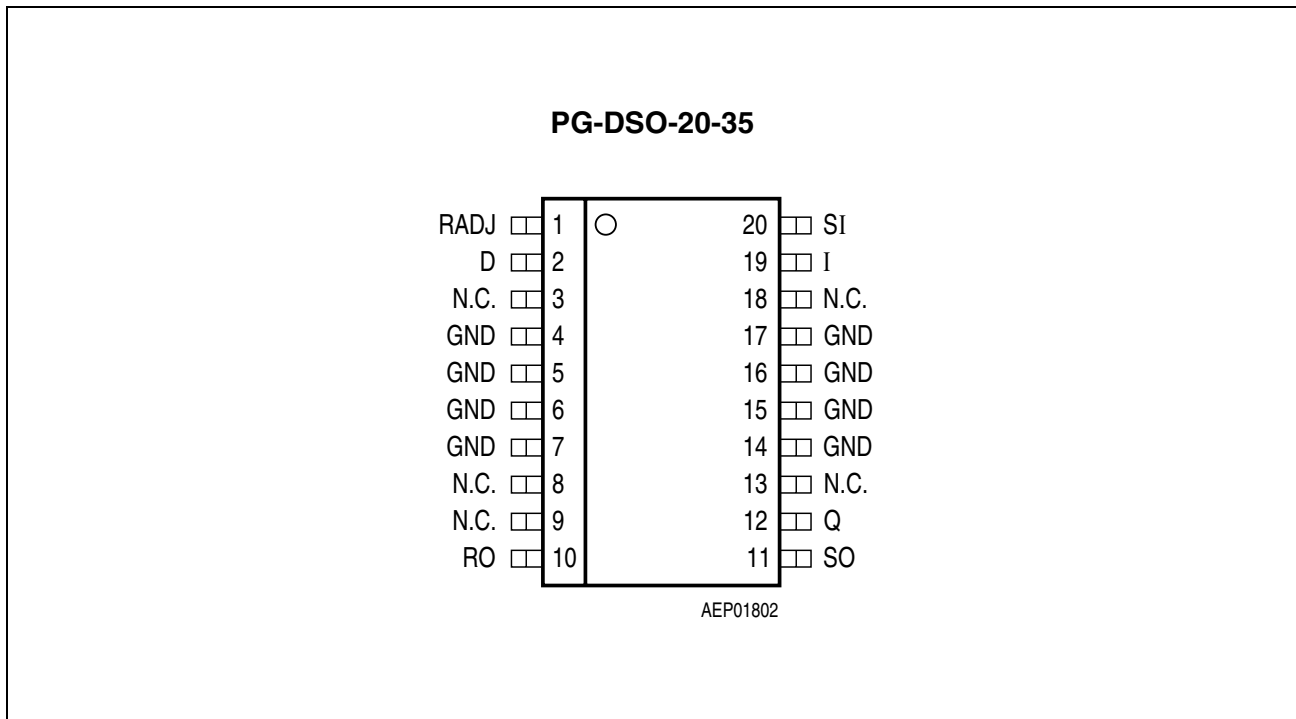 PG-DSO-20-35
RADJ 1 20 SI
D 2 19 I
N.C. 3 18 N.C.
GND 4 17 GND
GND 5 16 GND
GND 6 15 GND
GND 7 14 GND
N.C. 8 13 N.C.
N.C. 9 12 Q
RO 10 11 SO
AEP01802